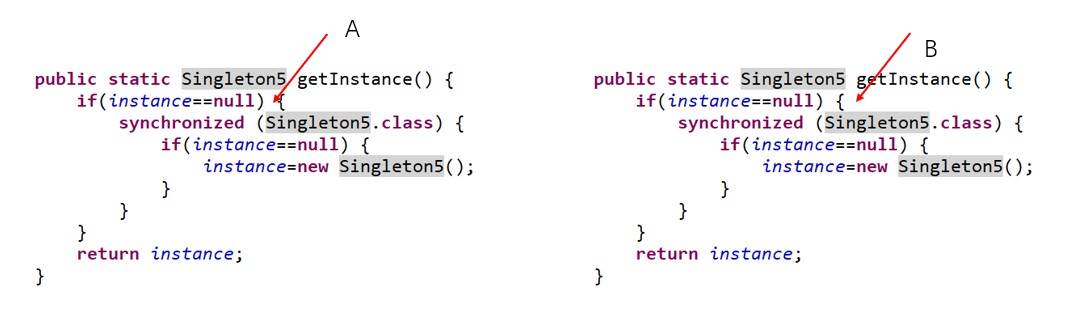 A
public static Singleton5 getInstance() {
    if(instance==null) {
        synchronized (Singleton5.class) {
            if(instance==null) {
                instance=new Singleton5();
            }
        }
    }
    return instance;
}
B
public static Singleton5 getInstance() {
    if(instance==null) {
        synchronized (Singleton5.class) {
            if(instance==null) {
                instance=new Singleton5();
            }
        }
    }
    return instance;
}